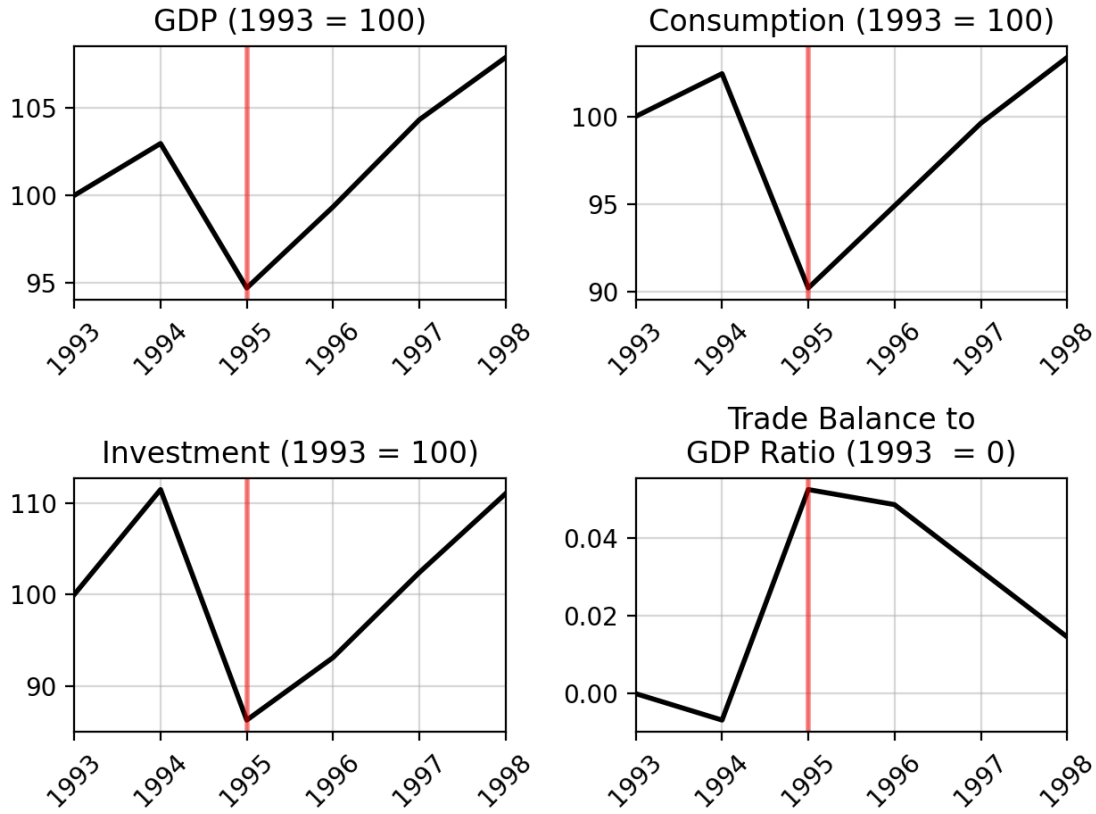 GDP (1993 = 100)
105
100
95
1993 1994 1995 1996 1997 1998
Consumption (1993 = 100)
100
95
90
1993 1994 1995 1996 1997 1998
Investment (1993 = 100)
110
100
90
1993 1994 1995 1996 1997 1998
Trade Balance to
GDP Ratio (1993  = 0)
0.04
0.02
0.00
1993 1994 1995 1996 1997 1998